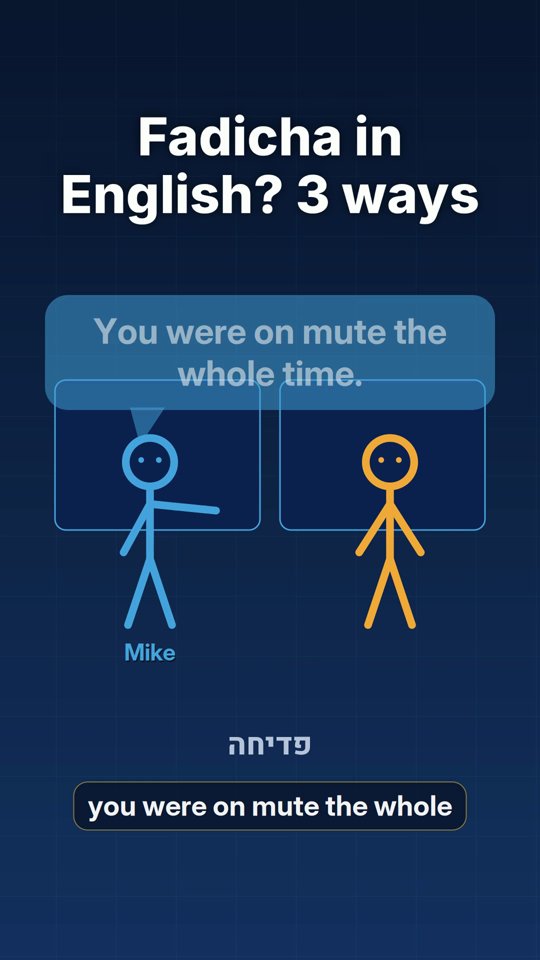 Fadicha in
English? 3 ways
You were on mute the
whole time.
Mike
פדיחה
you were on mute the whole